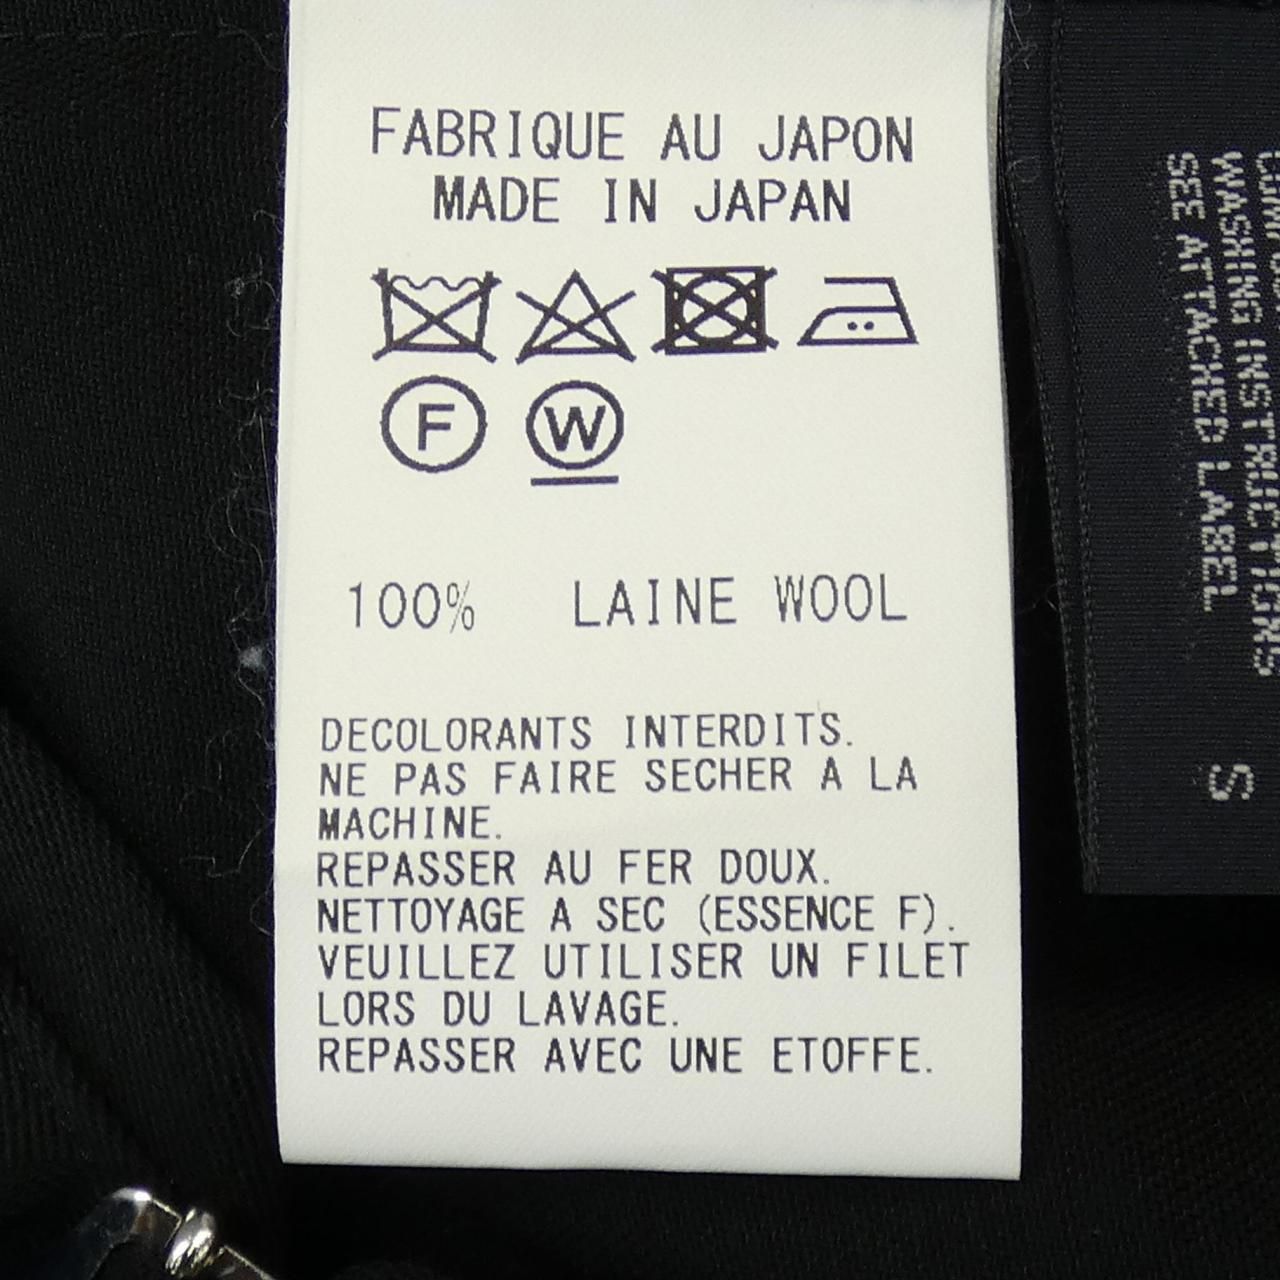 FABRIQUE AU JAPON
MADE IN JAPAN
F W
100% LAINE WOOL
DECOLORANTS INTERDITS.
NE PAS FAIRE SECHER A LA
MACHINE.
REPASSER AU FER DOUX.
NETTOYAGE A SEC (ESSENCE F).
VEUILLEZ UTILISER UN FILET
LORS DU LAVAGE.
REPASSER AVEC UNE ETOFFE.
WASHING INSTRUCTIONS
SEE ATTACHED LABEL
S